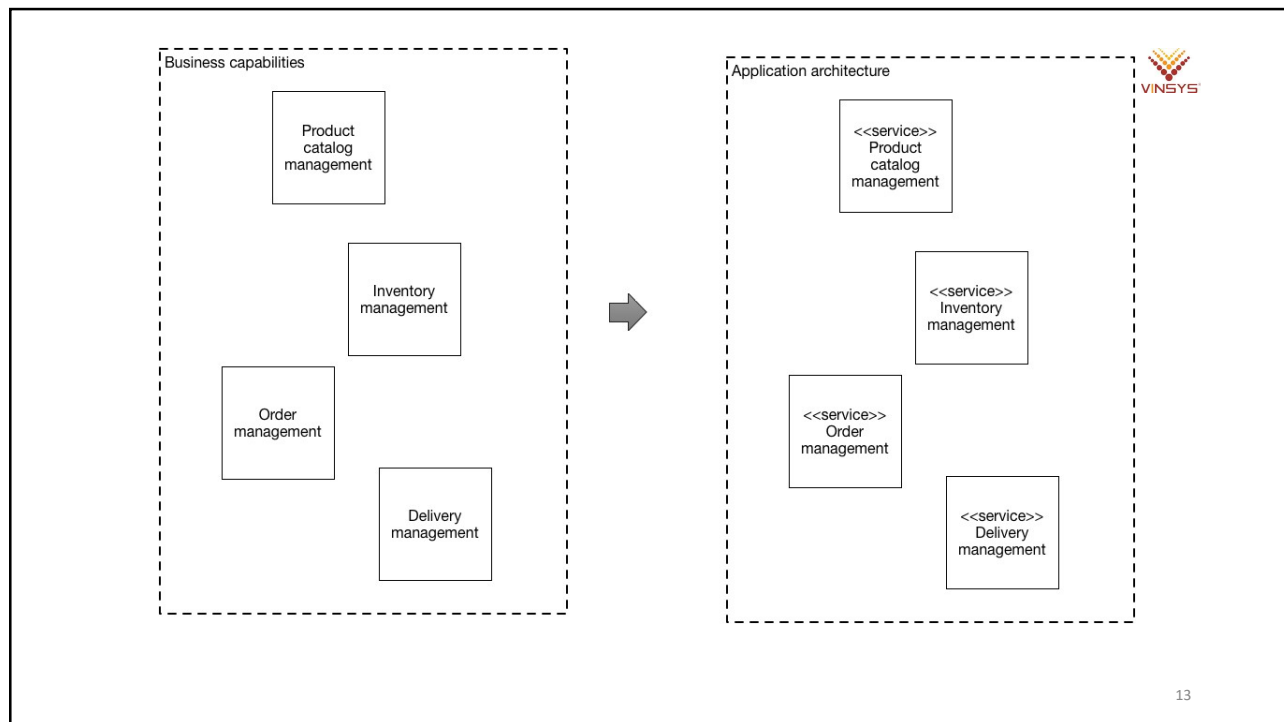 Business capabilities
Product
catalog
management
Inventory
management
Order
management
Delivery
management
Application architecture
<<service>>
Product
catalog
management
<<service>>
Inventory
management
<<service>>
Order
management
<<service>>
Delivery
management
VINSYS
13